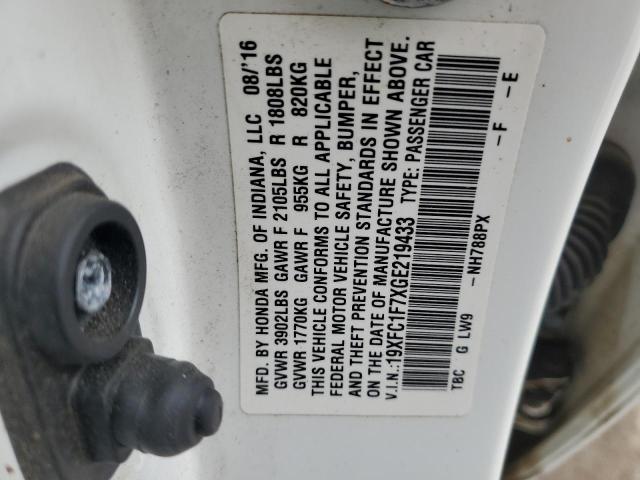 MFD. BY HONDA MFG. OF INDIANA, LLC 08/'16
GVWR 3902LBS GAWR F 2105LBS R 1808LBS
GVWR 1770KG GAWR F 955KG R 820KG
THIS VEHICLE CONFORMS TO ALL APPLICABLE
FEDERAL MOTOR VEHICLE SAFETY, BUMPER,
AND THEFT PREVENTION STANDARDS IN EFFECT
ON THE DATE OF MANUFACTURE SHOWN ABOVE.
V.I.N.:19XFC1F7XGE219433 TYPE: PASSENGER CAR
TBC G LW9 -NH788PX -F -E